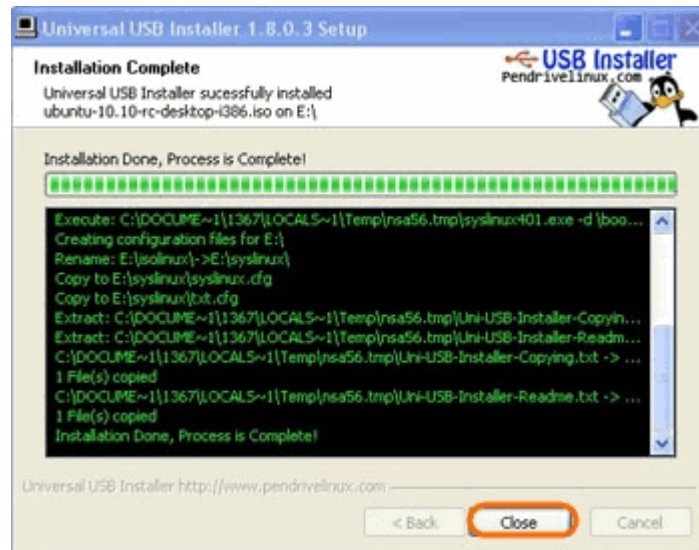 Universal USB Installer 1.8.0.3 Setup
Installation Complete
Universal USB Installer sucessfully installed
ubuntu-10.10-rc-desktop-i386.iso on E:\
USB Installer
Pendrivelinux.com
Installation Done, Process is Complete!
Execute: C:\DOCUME~1\1367\LOCALS~1\Temp\nsa56.tmp\syslinux401.exe -d \boo...
Creating configuration files for E:\
Rename: E:\isolinux\->E:\syslinux\
Copy to E:\syslinux\syslinux.cfg
Copy to E:\syslinux\txt.cfg
Extract: C:\DOCUME~1\1367\LOCALS~1\Temp\nsa56.tmp\Uni-USB-Installer-Copyin...
Extract: C:\DOCUME~1\1367\LOCALS~1\Temp\nsa56.tmp\Uni-USB-Installer-Readm...
C:\DOCUME~1\1367\LOCALS~1\Temp\nsa56.tmp\Uni-USB-Installer-Copying.txt -> ...
1 File(s) copied
C:\DOCUME~1\1367\LOCALS~1\Temp\nsa56.tmp\Uni-USB-Installer-Readme.txt -> ...
1 File(s) copied
Installation Done, Process is Complete!
Universal USB Installer http://www.pendrivelinux.com
< Back Close Cancel